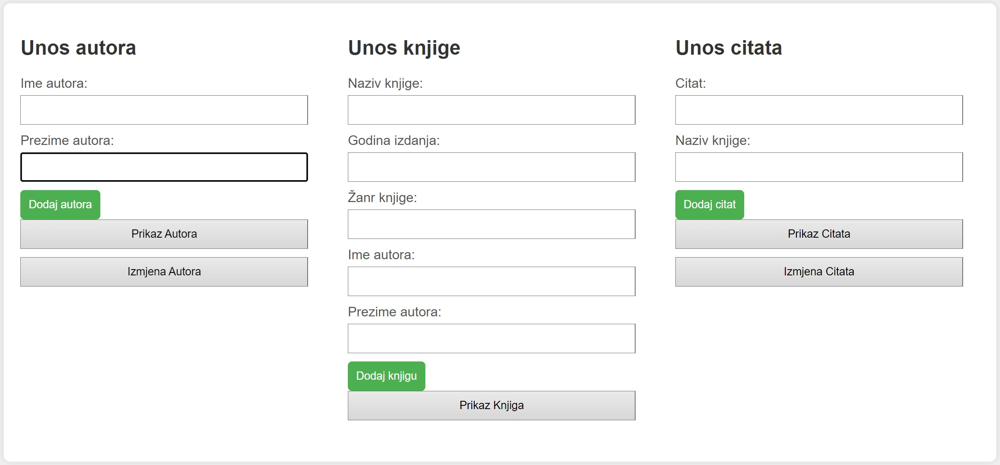 Unos autora
Ime autora:
Prezime autora:
Dodaj autora
Prikaz Autora
Izmjena Autora
Unos knjige
Naziv knjige:
Godina izdanja:
Žanr knjige:
Ime autora:
Prezime autora:
Dodaj knjigu
Prikaz Knjiga
Unos citata
Citat:
Naziv knjige:
Dodaj citat
Prikaz Citata
Izmjena Citata